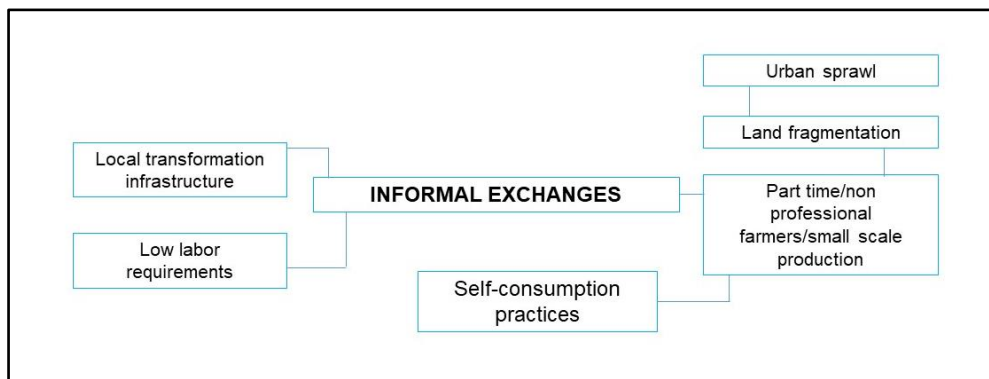 Urban sprawl
Land fragmentation
Local transformation
infrastructure
INFORMAL EXCHANGES
Part time/non
professional
farmers/small scale
production
Low labor
requirements
Self-consumption
practices